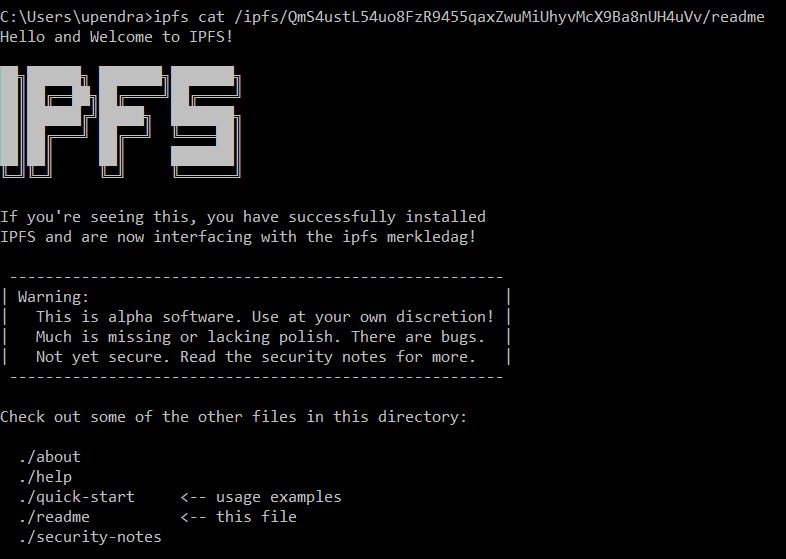 C:\Users\upendra>ipfs cat /ipfs/QmS4ustL54uo8FzR9455qaxZwuMiUhyvMcX9Ba8nUH4uVv/readme
Hello and Welcome to IPFS!
IPFS
If you're seeing this, you have successfully installed
IPFS and are now interfacing with the ipfs merkledag!
-------------------------------------------------------
| Warning: |
| This is alpha software. Use at your own discretion! |
| Much is missing or lacking polish. There are bugs. |
| Not yet secure. Read the security notes for more. |
-------------------------------------------------------
Check out some of the other files in this directory:
./about
./help
./quick-start <-- usage examples
./readme <-- this file
./security-notes